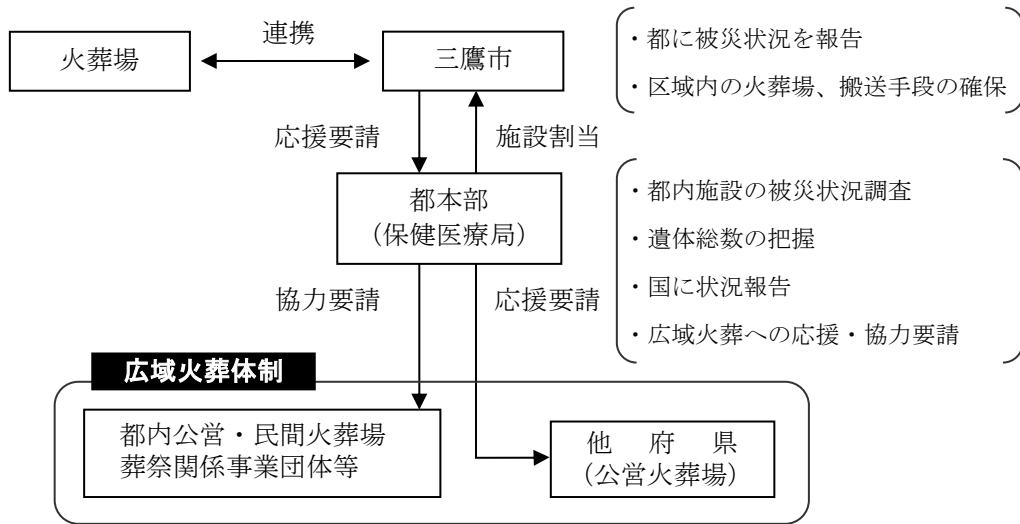 連携
火葬場
三鷹市
・都に被災状況を報告
・区域内の火葬場、搬送手段の確保
応援要請
施設割当
都本部
（保健医療局）
・都内施設の被災状況調査
・遺体総数の把握
・国に状況報告
・広域火葬への応援・協力要請
協力要請
応援要請
広域火葬体制
都内公営・民間火葬場
葬祭関係事業団体等
他　府　県
（公営火葬場）